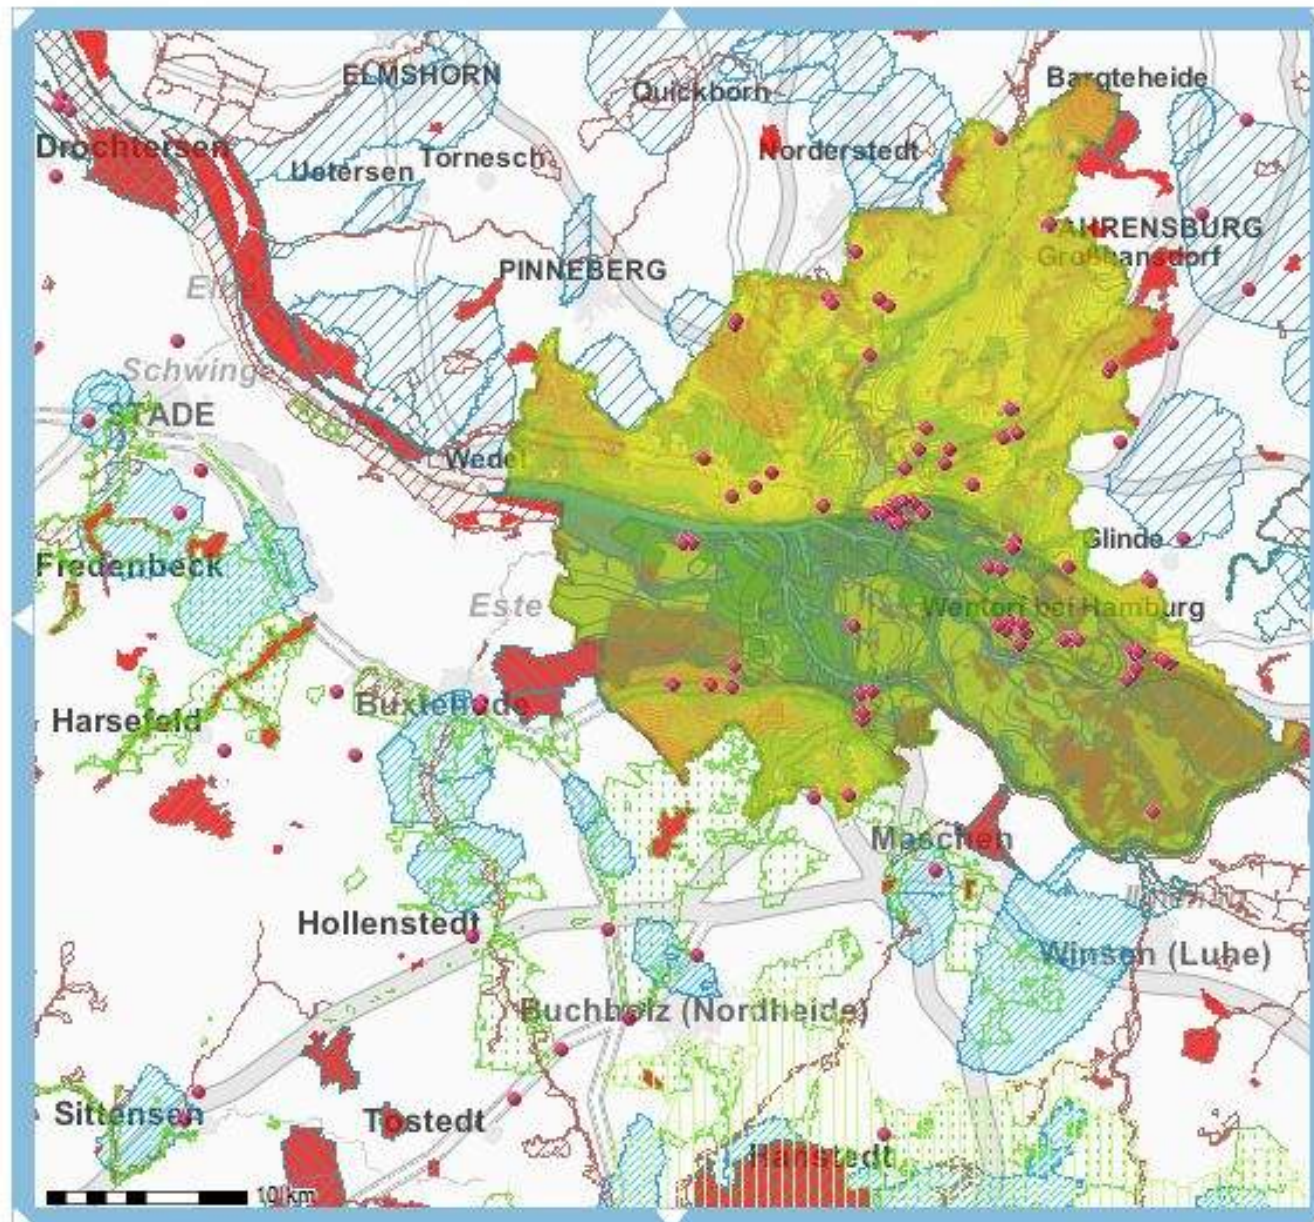 ELMSHORN
Quickborn
Bargteheide
Drochtersen
Uetersen
Tornesch
Norderstedt
AHRENSBURG
Großhansdorf
PINNEBERG
Elbe
Schwinge
STADE
Wedel
Glinde
Fredenbeck
Este
Wentorf bei Hamburg
Harsefeld
Buxtehude
Maschen
Hollenstedt
Winsen (Luhe)
Buchholz (Nordheide)
Sittensen
Tostedt
Hanstedt
10 km